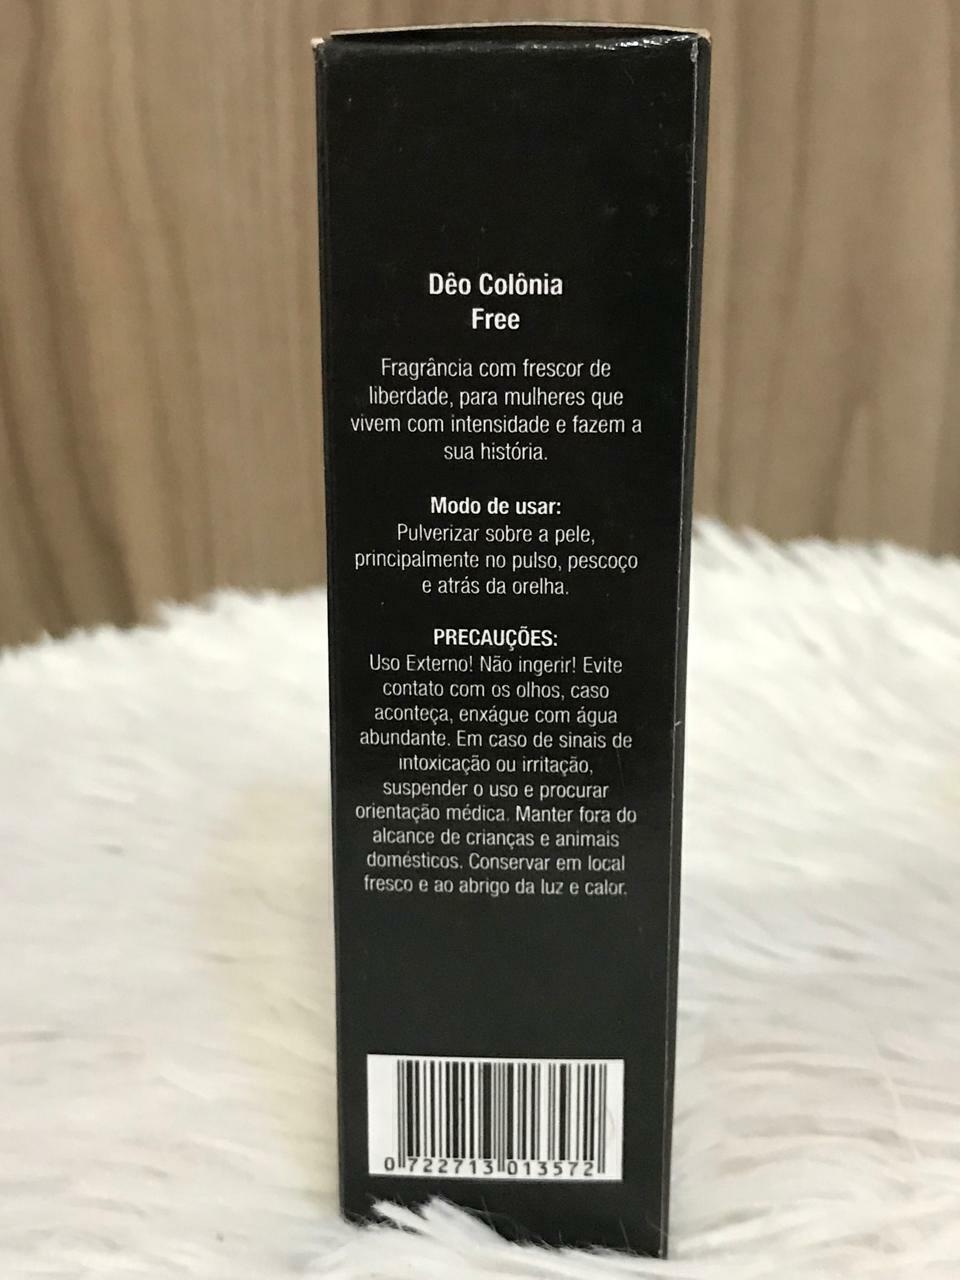 Dêo Colônia
Free
Fragrância com frescor de
liberdade, para mulheres que
vivem com intensidade e fazem a
sua história.
Modo de usar:
Pulverizar sobre a pele,
principalmente no pulso, pescoço
e atrás da orelha.
PRECAUÇÕES:
Uso Externo! Não ingerir! Evite
contato com os olhos, caso
aconteça, enxágue com água
abundante. Em caso de sinais de
intoxicação ou irritação,
suspender o uso e procurar
orientação médica. Manter fora do
alcance de crianças e animais
domésticos. Conservar em local
fresco e ao abrigo da luz e calor.
0 722713 013572